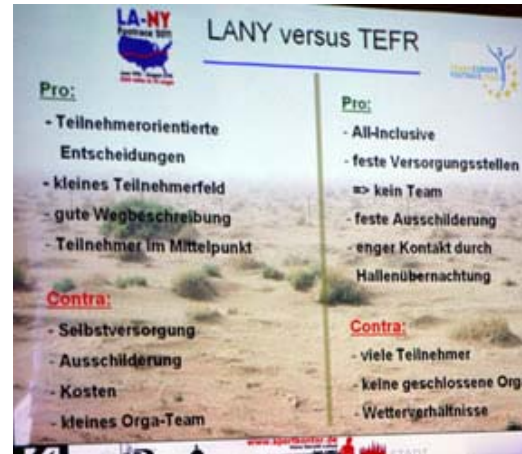 LA-NY
Footrace 2011
LANY versus TEFR
Pro:
- Teilnehmerorientierte
Entscheidungen
- kleines Teilnehmerfeld
- gute Wegbeschreibung
- Teilnehmer im Mittelpunkt
Contra:
- Selbstversorgung
- Ausschilderung
- Kosten
- kleines Orga-Team
Pro:
- All-Inclusive
- feste Versorgungsstellen
=> kein Team
- feste Ausschilderung
- enger Kontakt durch
Hallenübernachtung
Contra:
- viele Teilnehmer
- keine geschlossene Org
- Wetterverhältnisse
www.sportkontor.de